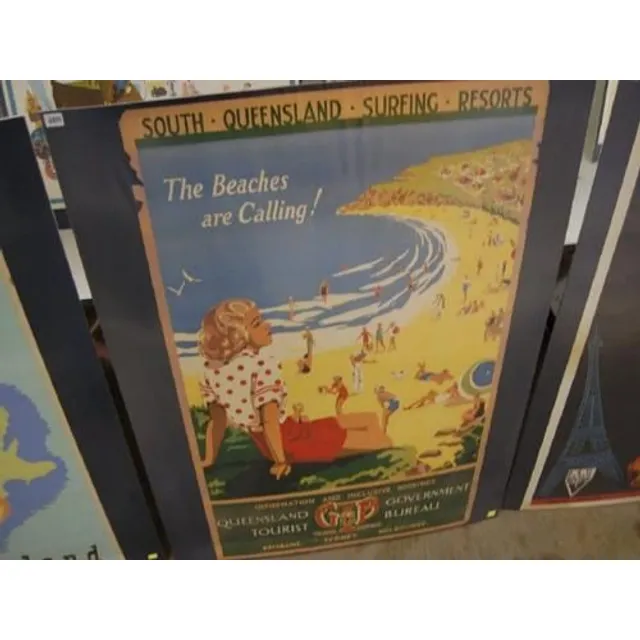 SOUTH · QUEENSLAND · SURFING · RESORTS
The Beaches
are Calling!
INFORMATION AND INCLUSIVE BOOKINGS
QUEENSLAND GOVERNMENT
TOURIST BUREAU
BRISBANE SYDNEY MELBOURNE
land